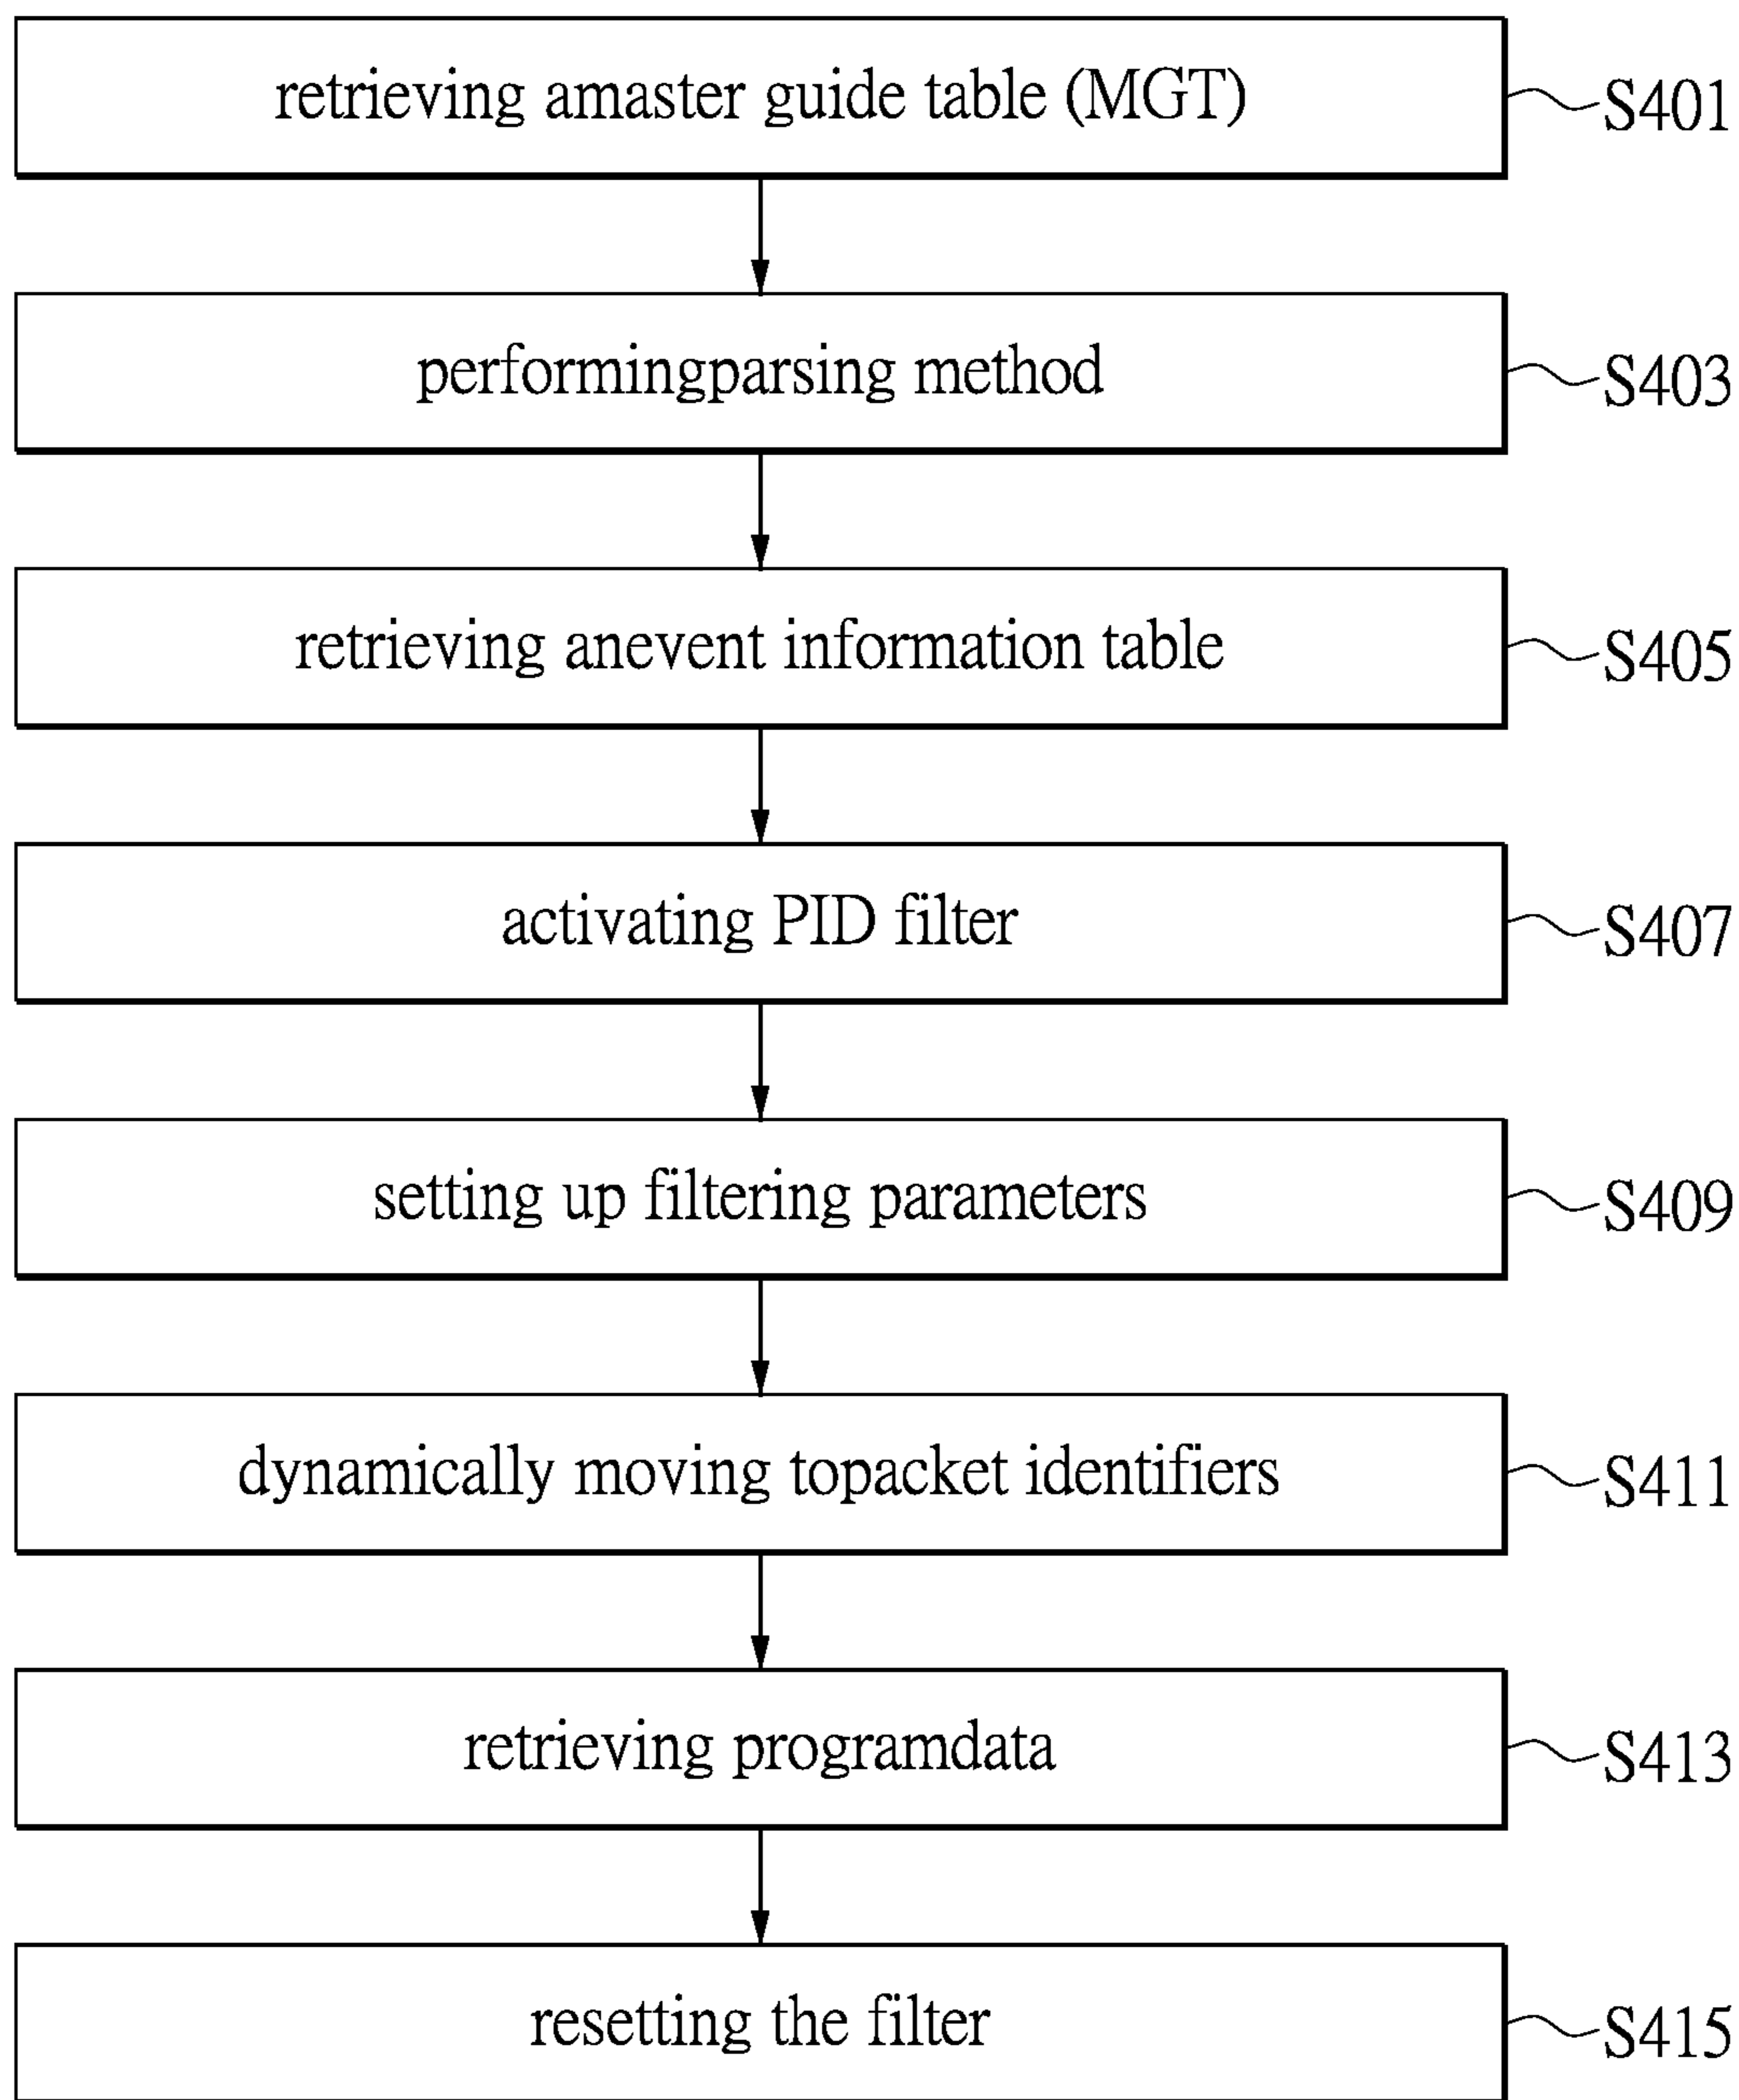 retrieving amaster guide table (MGT)
S401
performingparsing method
S403
retrieving anevent information table
S405
activating PID filter
S407
setting up filtering parameters
S409
dynamically moving topacket identifiers
S411
retrieving programdata
S413
resetting the filter
S415